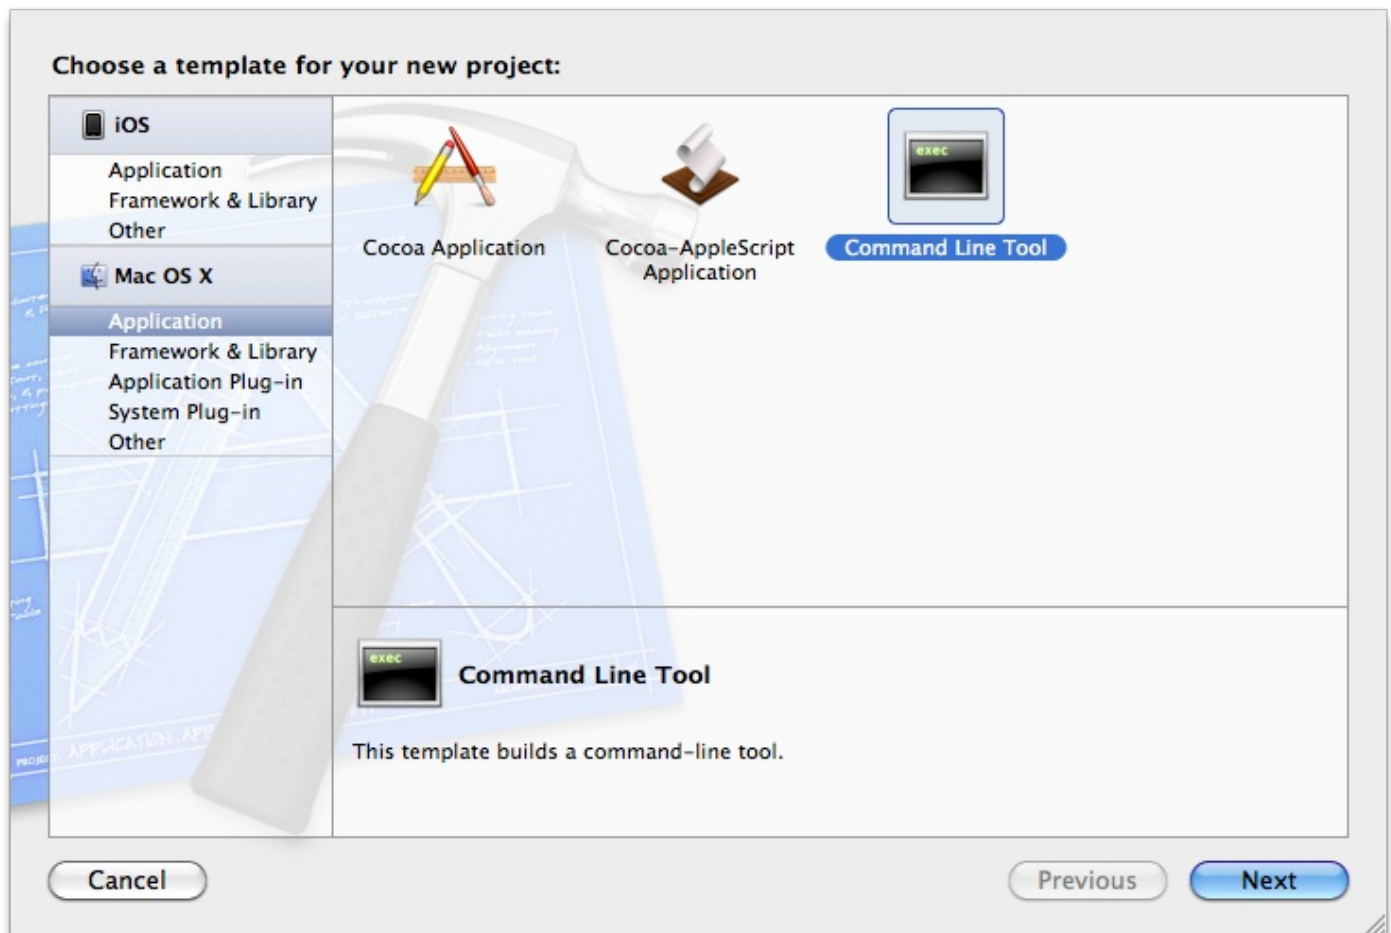 Choose a template for your new project:
iOS
Application
Framework & Library
Other
Mac OS X
Application
Framework & Library
Application Plug-in
System Plug-in
Other
Cocoa Application
Cocoa-AppleScript
Application
exec
Command Line Tool
exec
Command Line Tool
This template builds a command-line tool.
Cancel
Previous
Next